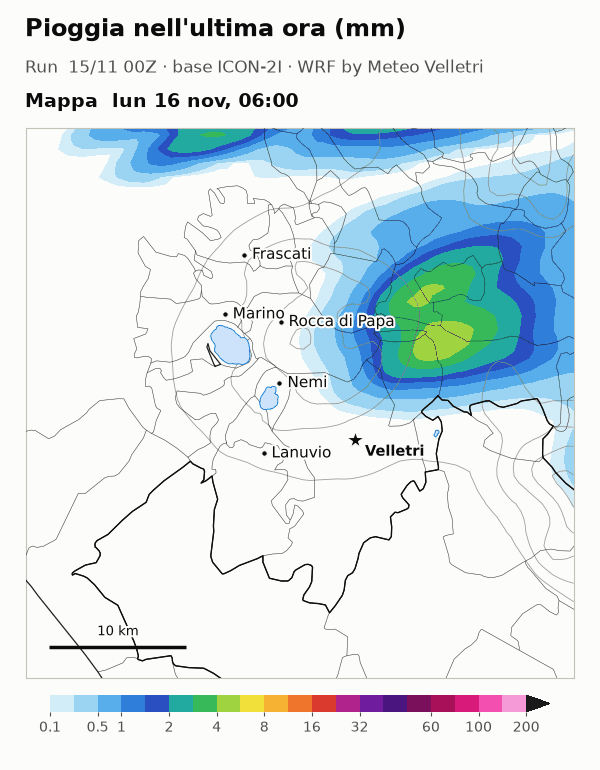 Pioggia nell'ultima ora (mm)
Run  15/11 00Z · base ICON-2I · WRF by Meteo Velletri
Mappa  lun 16 nov, 06:00
Frascati
Marino
Rocca di Papa
Nemi
Velletri
Lanuvio
10 km
0.1 0.5 1 2 4 8 16 32 60 100 200